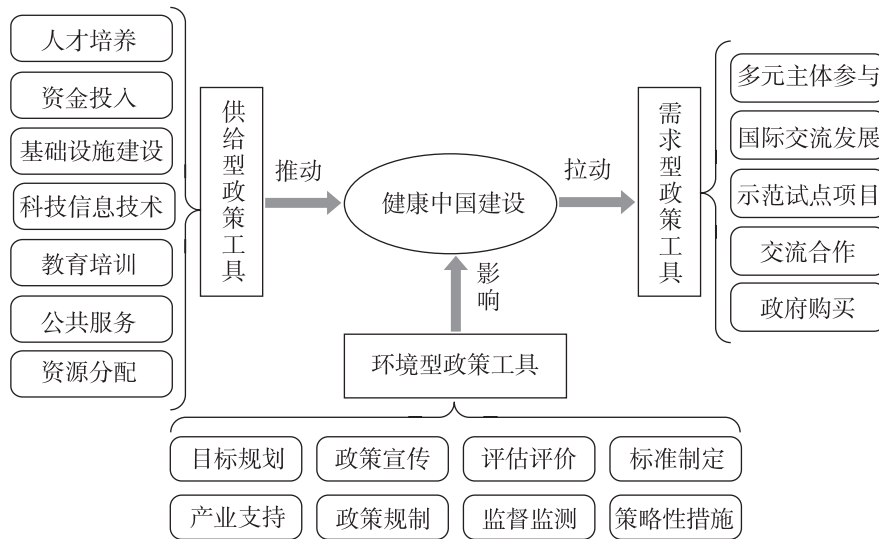 人才培养
资金投入
基础设施建设
科技信息技术
教育培训
公共服务
资源分配
供给型政策工具
推动
健康中国建设
拉动
需求型政策工具
多元主体参与
国际交流发展
示范试点项目
交流合作
政府购买
影响
环境型政策工具
目标规划
政策宣传
评估评价
标准制定
产业支持
政策规制
监督监测
策略性措施